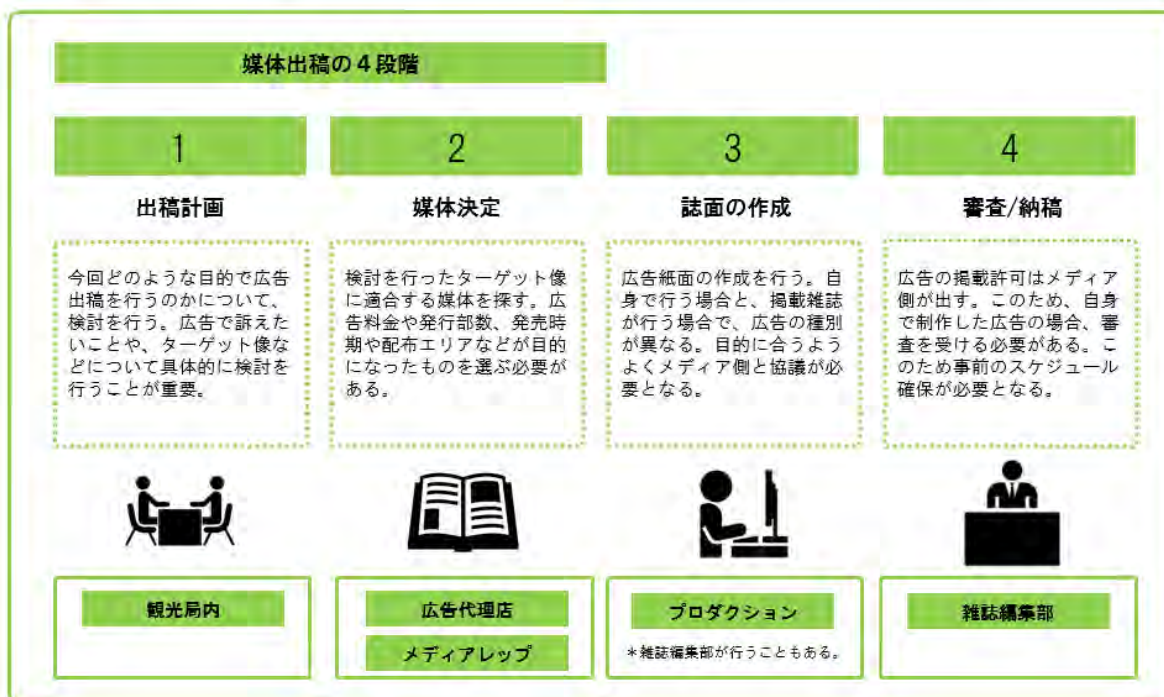 媒体出稿の４段階
1
出稿計画
今回どのような目的で広告
出稿を行うのかについて、
検討を行う。広告で訴えた
いことや、ターゲット像な
どについて具体的に検討を
行うことが重要。
観光局内
2
媒体決定
検討を行ったターゲット像
に適合する媒体を探す。広
告料金や発行部数、発売時
期や配布エリアなどが目的
になったものを選ぶ必要が
ある。
広告代理店
メディアレップ
3
誌面の作成
広告紙面の作成を行う。自
身で行う場合と、掲載雑誌
が行う場合で、広告の種別
が異なる。目的に合うよう
よくメディア側と協議が必
要となる。
プロダクション
＊雑誌編集部が行うこともある。
4
審査/納稿
広告の掲載許可はメディア
側が出す。このため、自身
で制作した広告の場合、審
査を受ける必要がある。こ
のため事前のスケジュール
確保が必要となる。
雑誌編集部